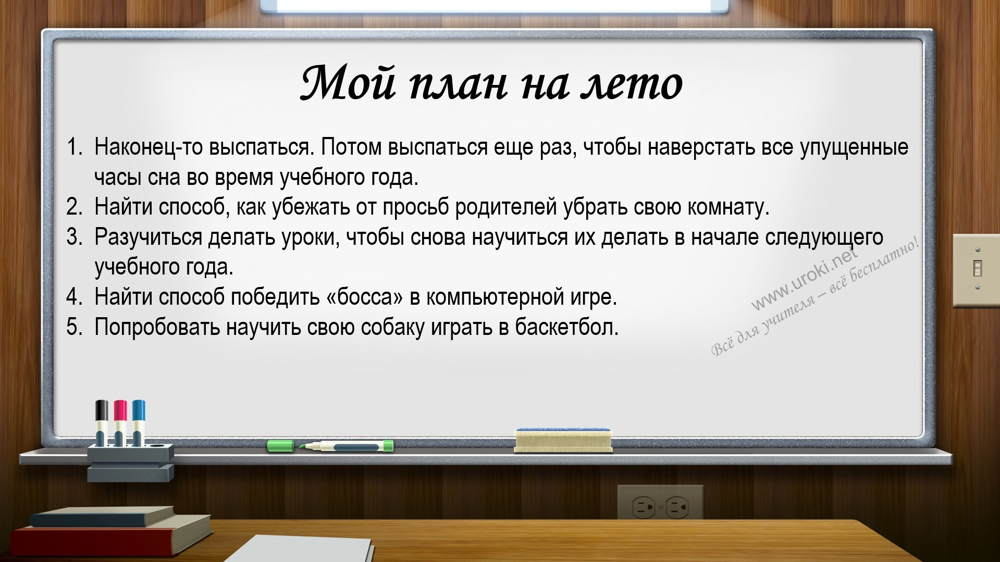 Мой план на лето
1. Наконец-то выспаться. Потом выспаться еще раз, чтобы наверстать все упущенные
часы сна во время учебного года.
2. Найти способ, как убежать от просьб родителей убрать свою комнату.
3. Разучиться делать уроки, чтобы снова научиться их делать в начале следующего
учебного года.
4. Найти способ победить «босса» в компьютерной игре.
5. Попробовать научить свою собаку играть в баскетбол.
www.uroki.net
Всё для учителя – всё бесплатно!